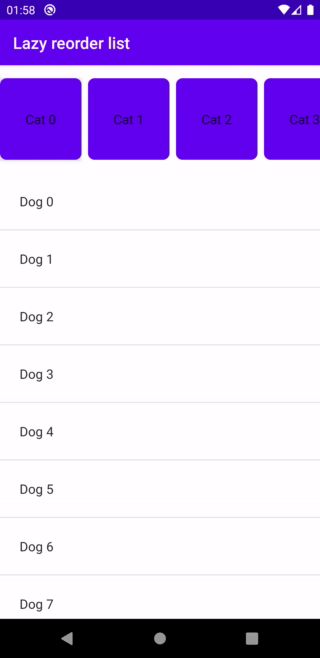 01:58
Lazy reorder list
Cat 0 Cat 1 Cat 2 Cat 3
Dog 0
Dog 1
Dog 2
Dog 3
Dog 4
Dog 5
Dog 6
Dog 7